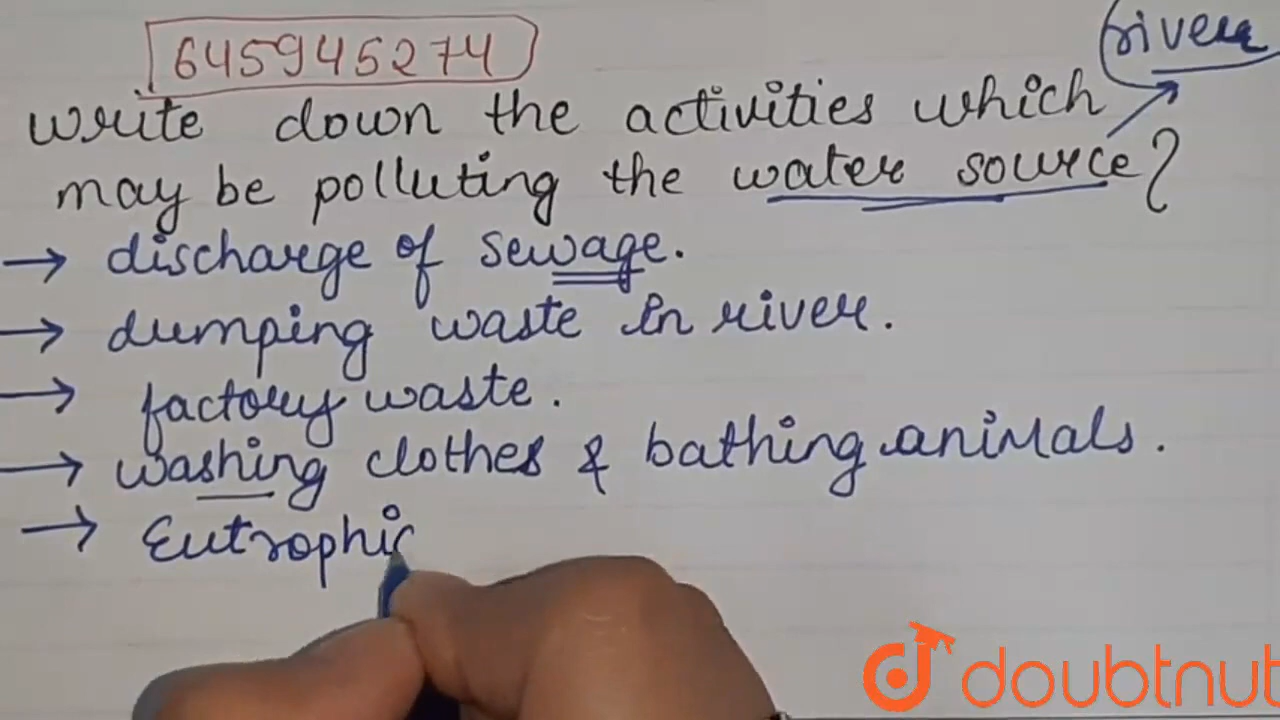 6459455274
river
write down the activities which
may be polluting the water source?
→ discharge of sewage.
→ dumping waste in river.
→ factory waste.
→ washing clothes & bathing animals.
→ Eutrophic
doubtnut